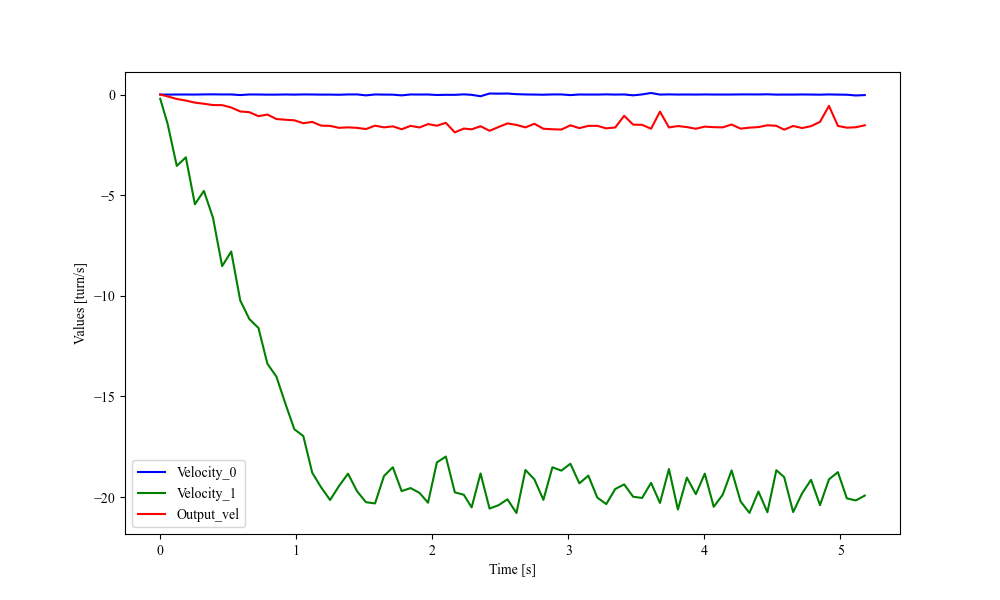 0
−5
−10
−15
−20
Values [turn/s]
Velocity_0
Velocity_1
Output_vel
0 1 2 3 4 5
Time [s]